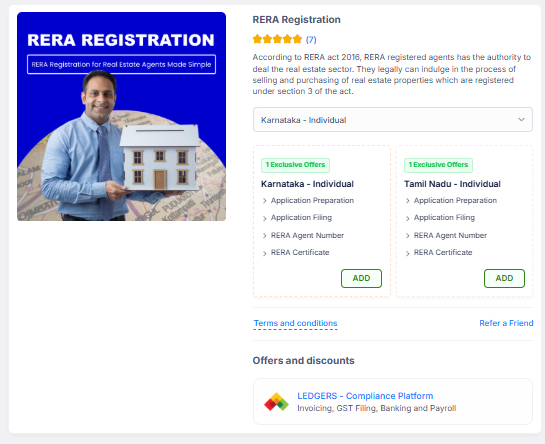 RERA REGISTRATION
RERA Registration for Real Estate Agents Made Simple
RERA Registration
(7)
According to RERA act 2016, RERA registered agents has the authority to
deal the real estate sector. They legally can indulge in the process of
selling and purchasing of real estate properties which are registered
under section 3 of the act.
Karnataka - Individual
1 Exclusive Offers
Karnataka - Individual
Application Preparation
Application Filing
RERA Agent Number
RERA Certificate
ADD
1 Exclusive Offers
Tamil Nadu - Individual
Application Preparation
Application Filing
RERA Agent Number
RERA Certificate
ADD
Terms and conditions
Refer a Friend
Offers and discounts
LEDGERS - Compliance Platform
Invoicing, GST Filing, Banking and Payroll